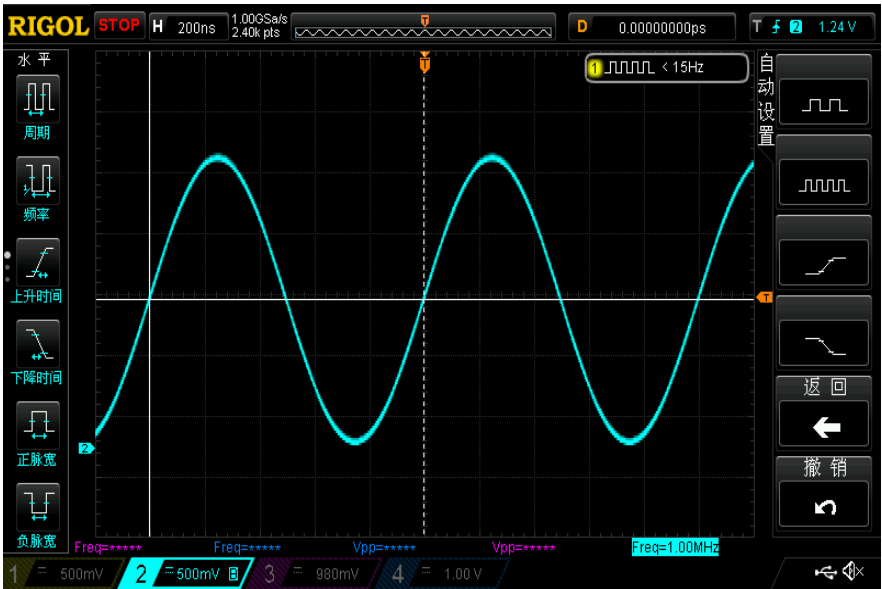 RIGOL STOP H 200ns 1.00GSa/s D 0.00000000ps T 2 1.24 V
2.40k pts
T
水 平
周期
频率
上升时间
下降时间
正脉宽
负脉宽
T
1 < 15Hz
2
T
自动设置
返 回
撤 销
Freq=***** Freq=***** Vpp=***** Vpp=***** Freq=1.00MHz
1 500mV 2 500mV B 3 980mV 4 1.00 V